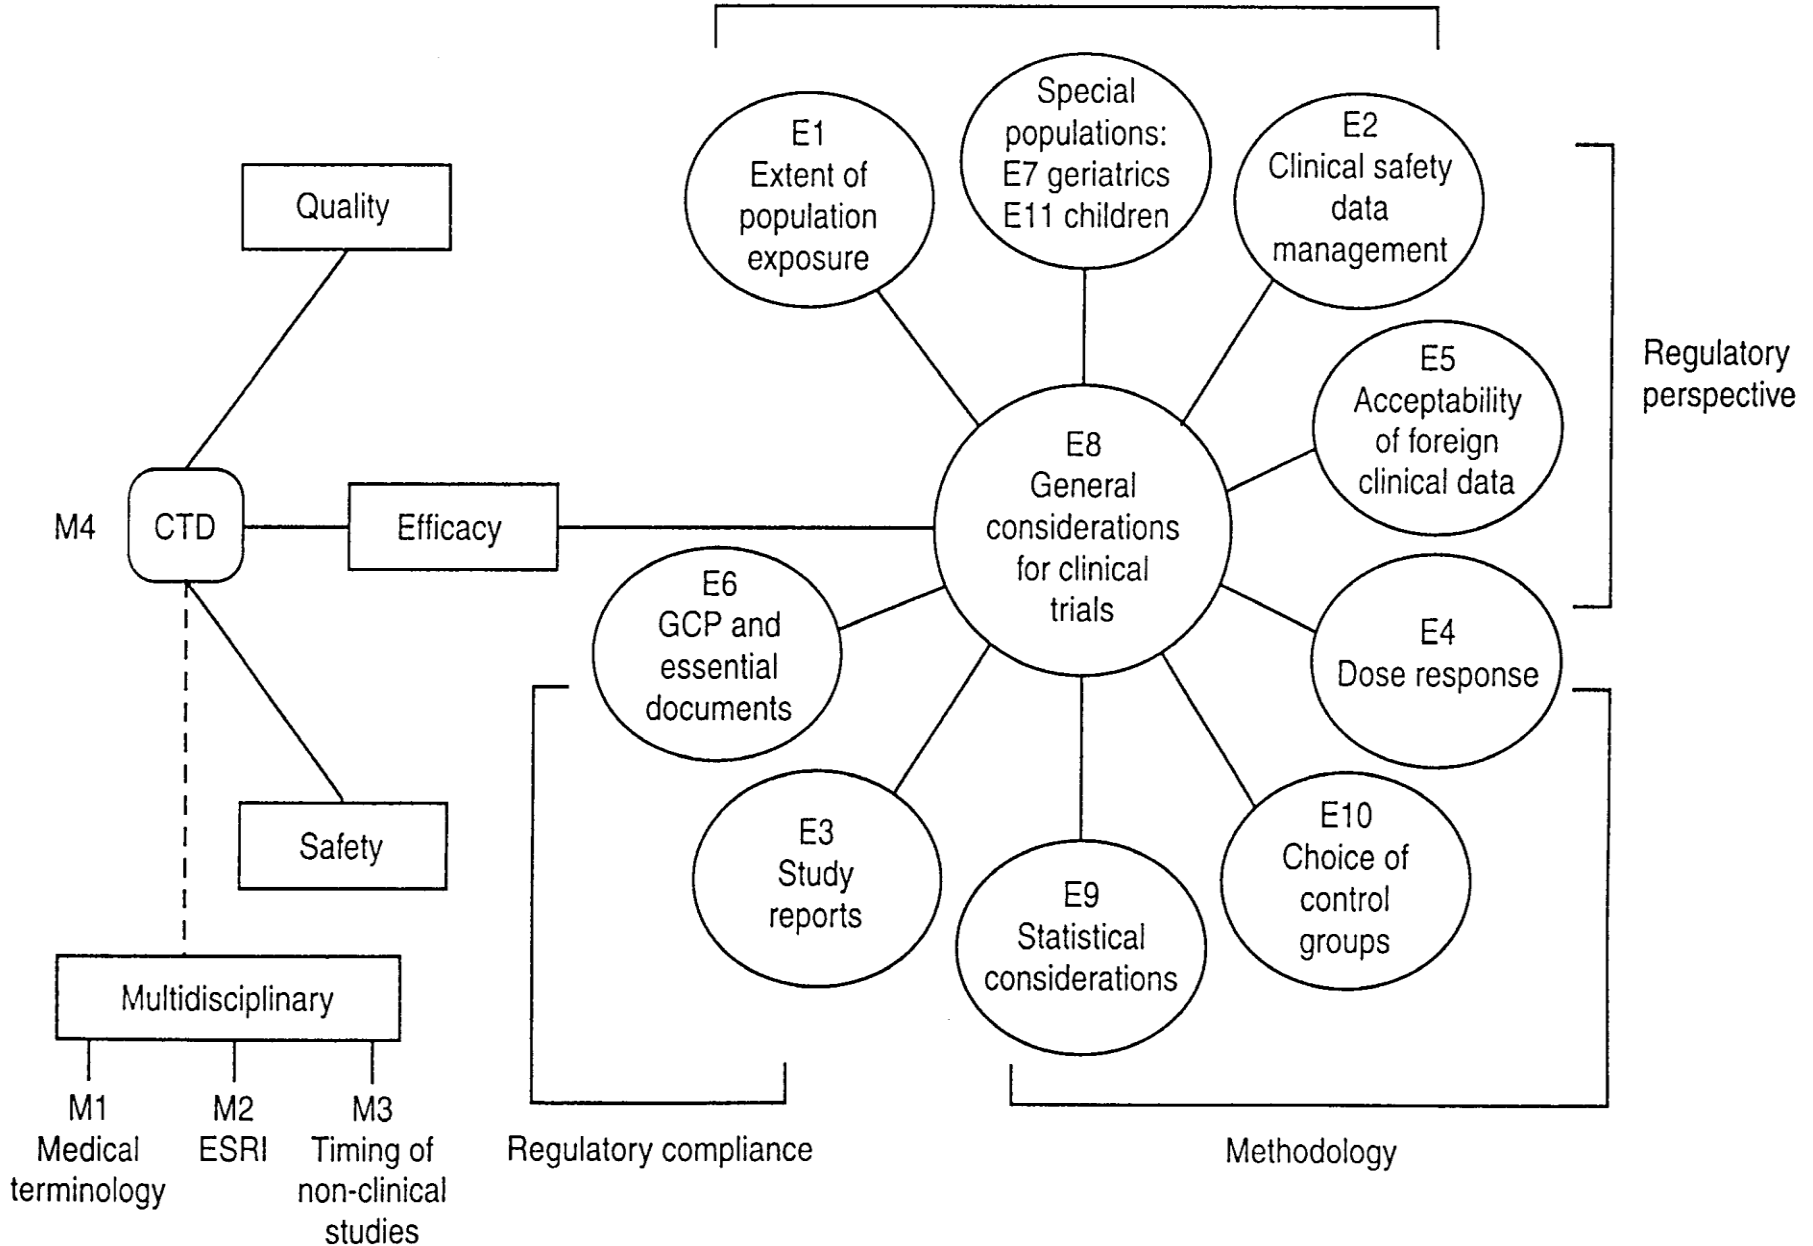 Quality
M4
CTD
Efficacy
Safety
Multidisciplinary
M1
Medical
terminology
M2
ESRI
M3
Timing of
non-clinical
studies
E1
Extent of
population
exposure
Special
populations:
E7 geriatrics
E11 children
E2
Clinical safety
data
management
E5
Acceptability
of foreign
clinical data
Regulatory
perspective
E8
General
considerations
for clinical
trials
E4
Dose response
E6
GCP and
essential
documents
E3
Study
reports
E9
Statistical
considerations
E10
Choice of
control
groups
Regulatory compliance
Methodology